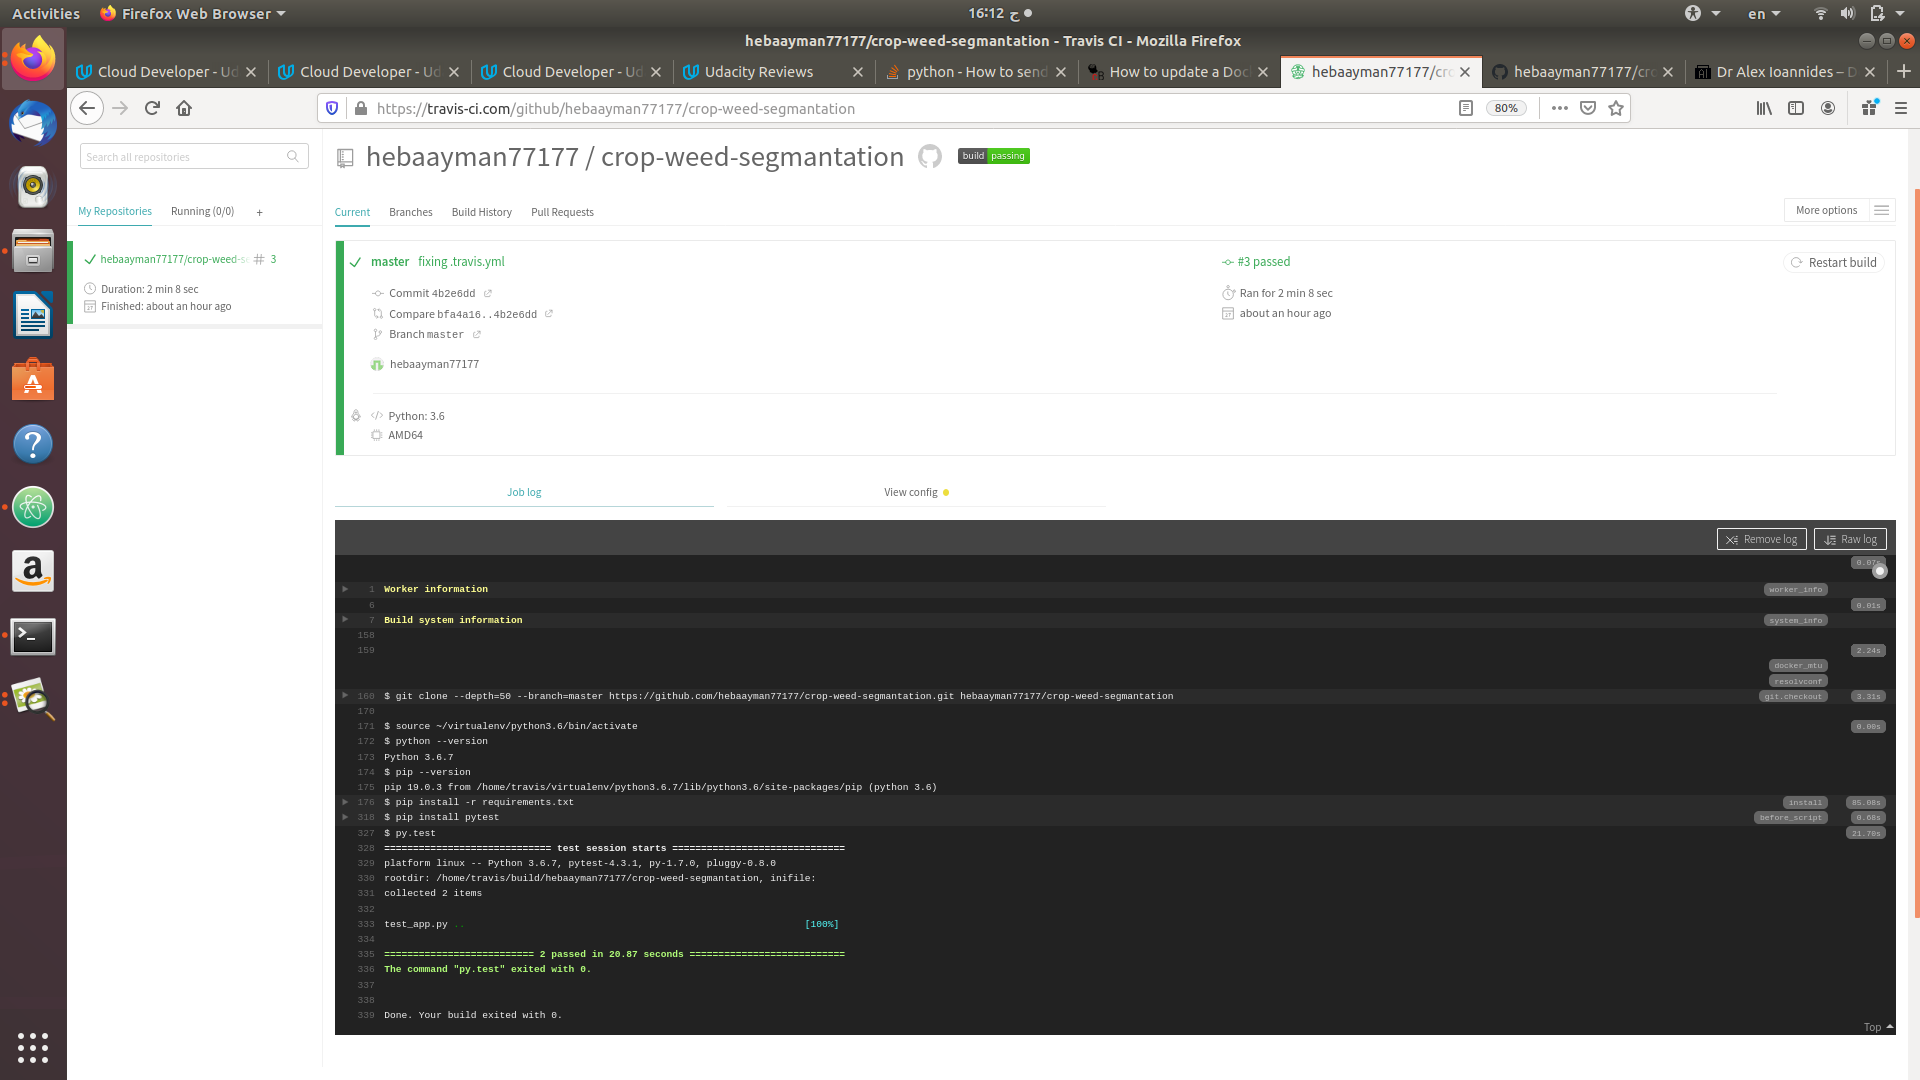 Activities Firefox Web Browser 16:12 ح en
hebaayman77177/crop-weed-segmantation - Travis CI - Mozilla Firefox
Cloud Developer - Ud Cloud Developer - Ud Cloud Developer - Ud Udacity Reviews python - How to send How to update a Doc hebaayman77177/cro hebaayman77177/cro Dr Alex Ioannides – D
https://travis-ci.com/github/hebaayman77177/crop-weed-segmantation 80%
Search all repositories
hebaayman77177 / crop-weed-segmantation build passing
My Repositories Running (0/0) +
Current Branches Build History Pull Requests More options
hebaayman77177/crop-weed-se # 3
Duration: 2 min 8 sec
Finished: about an hour ago
master fixing .travis.yml #3 passed Restart build
Commit 4b2e6dd Ran for 2 min 8 sec
Compare bfa4a16..4b2e6dd about an hour ago
Branch master
hebaayman77177
Python: 3.6
AMD64
Job log View config
Remove log Raw log
1 Worker information worker_info
6 0.01s
7 Build system information system_info
158
159 2.24s
docker_mtu
resolvconf
160 $ git clone --depth=50 --branch=master https://github.com/hebaayman77177/crop-weed-segmantation.git hebaayman77177/crop-weed-segmantation git.checkout 3.31s
170
171 $ source ~/virtualenv/python3.6/bin/activate 0.00s
172 $ python --version
173 Python 3.6.7
174 $ pip --version
175 pip 19.0.3 from /home/travis/virtualenv/python3.6.7/lib/python3.6/site-packages/pip (python 3.6)
176 $ pip install -r requirements.txt install 85.08s
318 $ pip install pytest before_script 0.68s
327 $ py.test 21.70s
328 ============================= test session starts ==============================
329 platform linux -- Python 3.6.7, pytest-4.3.1, py-1.7.0, pluggy-0.8.0
330 rootdir: /home/travis/build/hebaayman77177/crop-weed-segmantation, inifile:
331 collected 2 items
332
333 test_app.py .. [100%]
334
335 ========================== 2 passed in 20.87 seconds ===========================
336 The command "py.test" exited with 0.
337
338
339 Done. Your build exited with 0.
Top